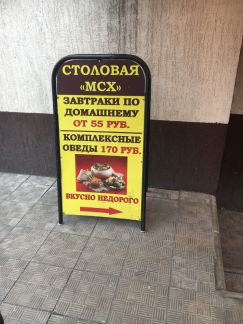 СТОЛОВАЯ
«МСХ»
ЗАВТРАКИ ПО
ДОМАШНЕМУ
ОТ 55 РУБ.
КОМПЛЕКСНЫЕ
ОБЕДЫ 170 РУБ.
ВКУСНО НЕДОРОГО